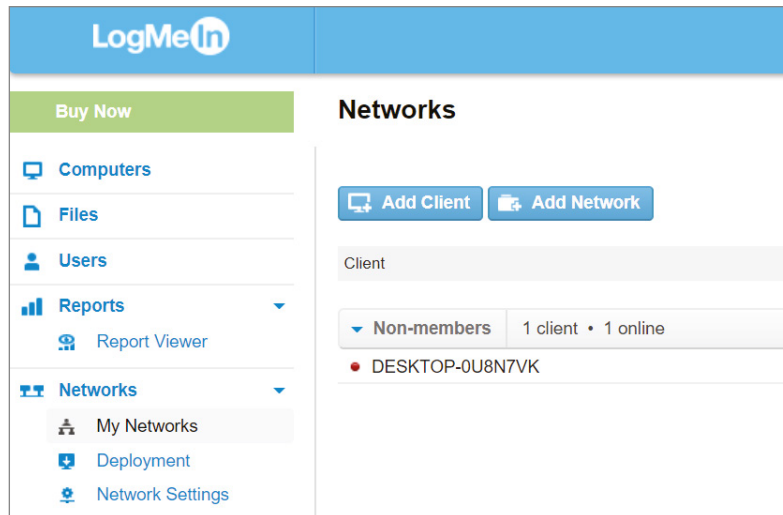 LogMeIn
Buy Now
Computers
Files
Users
Reports
Report Viewer
Networks
My Networks
Deployment
Network Settings
Networks
Add Client Add Network
Client
Non-members 1 client • 1 online
DESKTOP-0U8N7VK